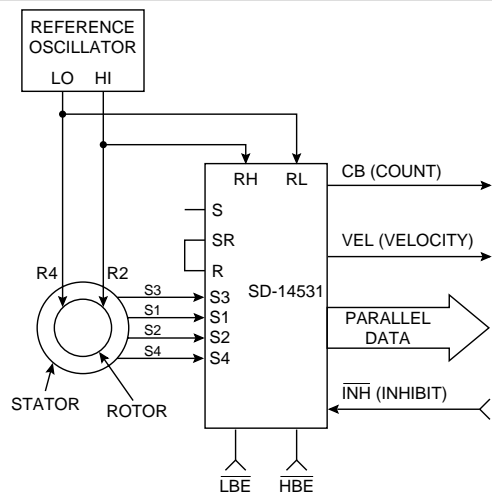 REFERENCE
OSCILLATOR
LO HI
RH RL
CB (COUNT)
S
SR
R
VEL (VELOCITY)
R4 R2
SD-14531
S3 S3
S1 S1
S2 S2
S4 S4
PARALLEL
DATA
INH (INHIBIT)
STATOR
ROTOR
LBE HBE